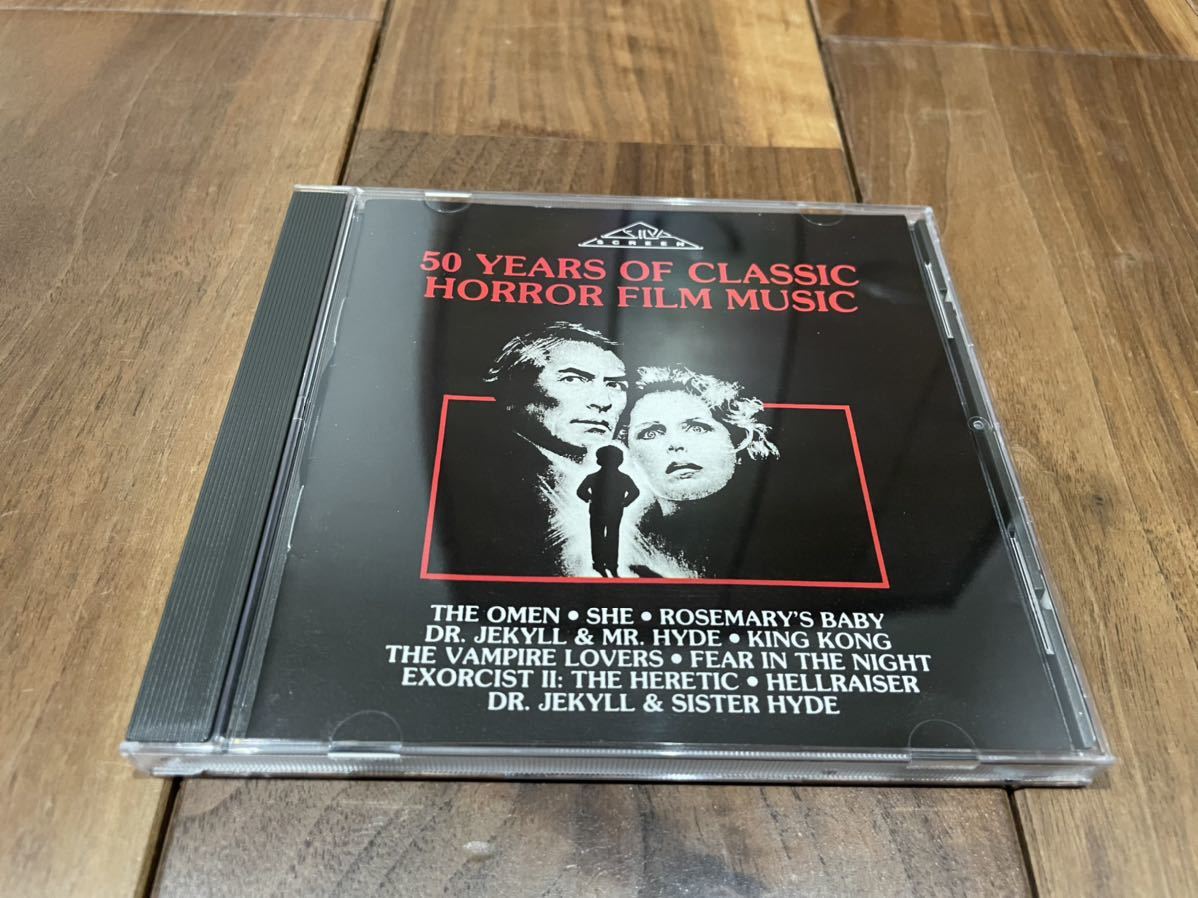 SILVA
SCREEN
50 YEARS OF CLASSIC
HORROR FILM MUSIC
THE OMEN • SHE • ROSEMARY'S BABY
DR. JEKYLL & MR. HYDE • KING KONG
THE VAMPIRE LOVERS • FEAR IN THE NIGHT
EXORCIST II: THE HERETIC • HELLRAISER
DR. JEKYLL & SISTER HYDE